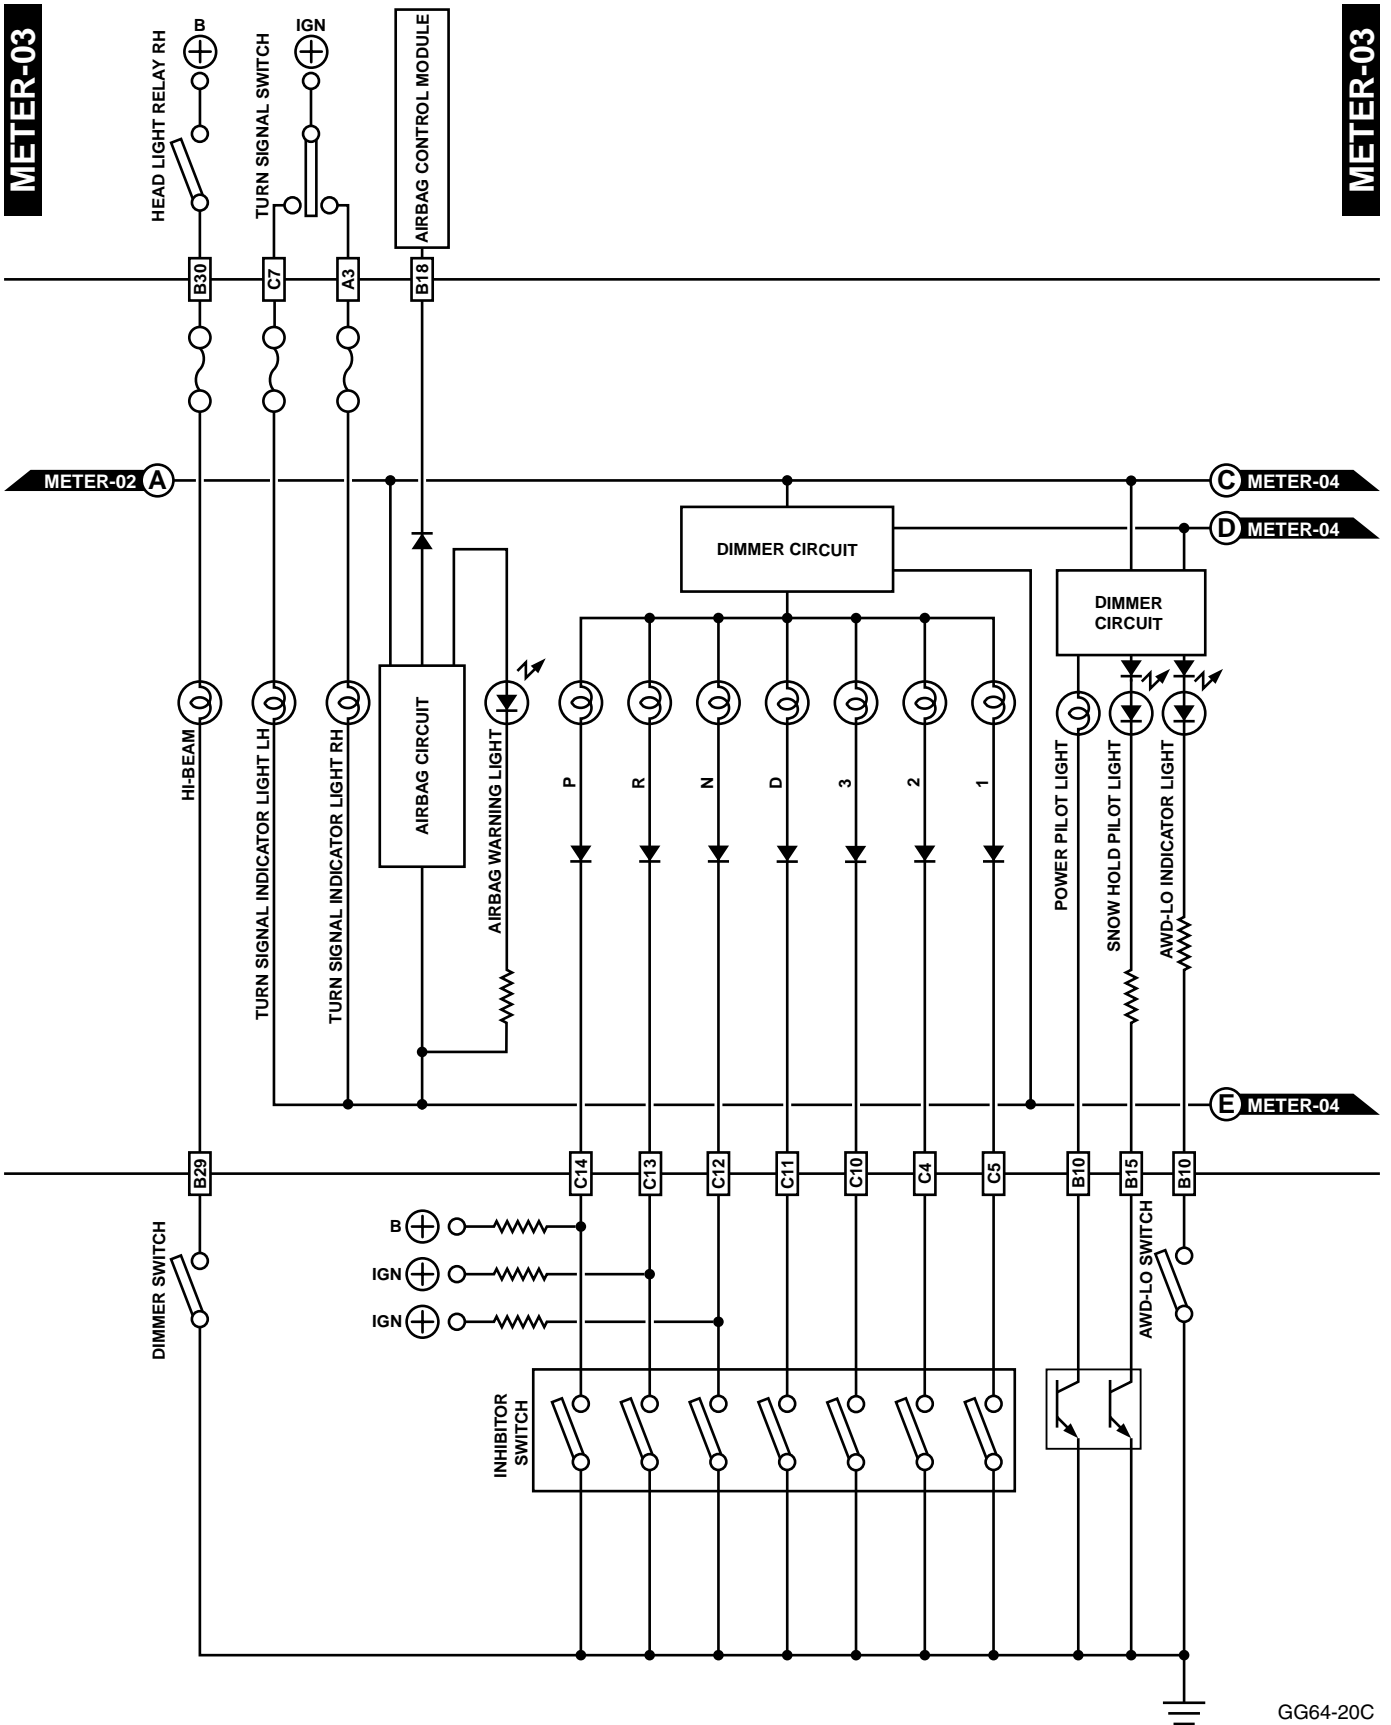 METER-03
METER-03
HEAD LIGHT RELAY RH
B
TURN SIGNAL SWITCH
IGN
AIRBAG CONTROL MODULE
B30
C7
A3
B18
METER-02 A
C METER-04
D METER-04
DIMMER CIRCUIT
DIMMER
CIRCUIT
HI-BEAM
TURN SIGNAL INDICATOR LIGHT LH
TURN SIGNAL INDICATOR LIGHT RH
AIRBAG CIRCUIT
AIRBAG WARNING LIGHT
P
R
N
D
3
2
1
POWER PILOT LIGHT
SNOW HOLD PILOT LIGHT
AWD-LO INDICATOR LIGHT
E METER-04
B29
C14
C13
C12
C11
C10
C4
C5
B10
B15
B10
DIMMER SWITCH
B
IGN
IGN
AWD-LO SWITCH
INHIBITOR
SWITCH
GG64-20C